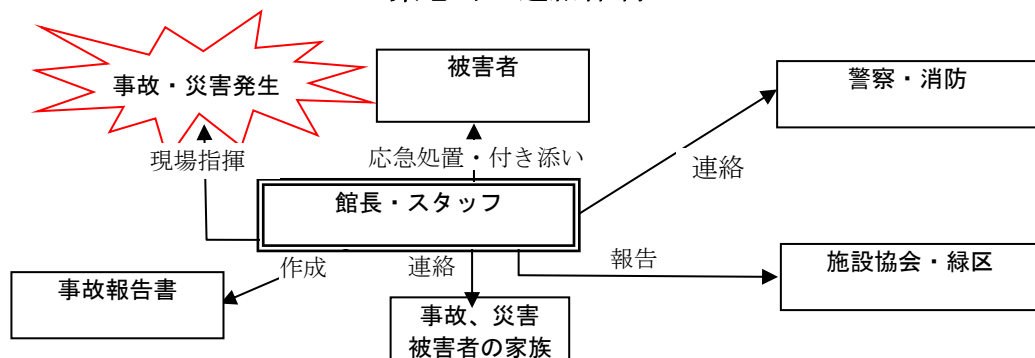 事故・災害発生
被害者
警察・消防
現場指揮
応急処置・付き添い
連絡
館長・スタッフ
作成
連絡
報告
施設協会・緑区
事故報告書
事故、災害
被害者の家族